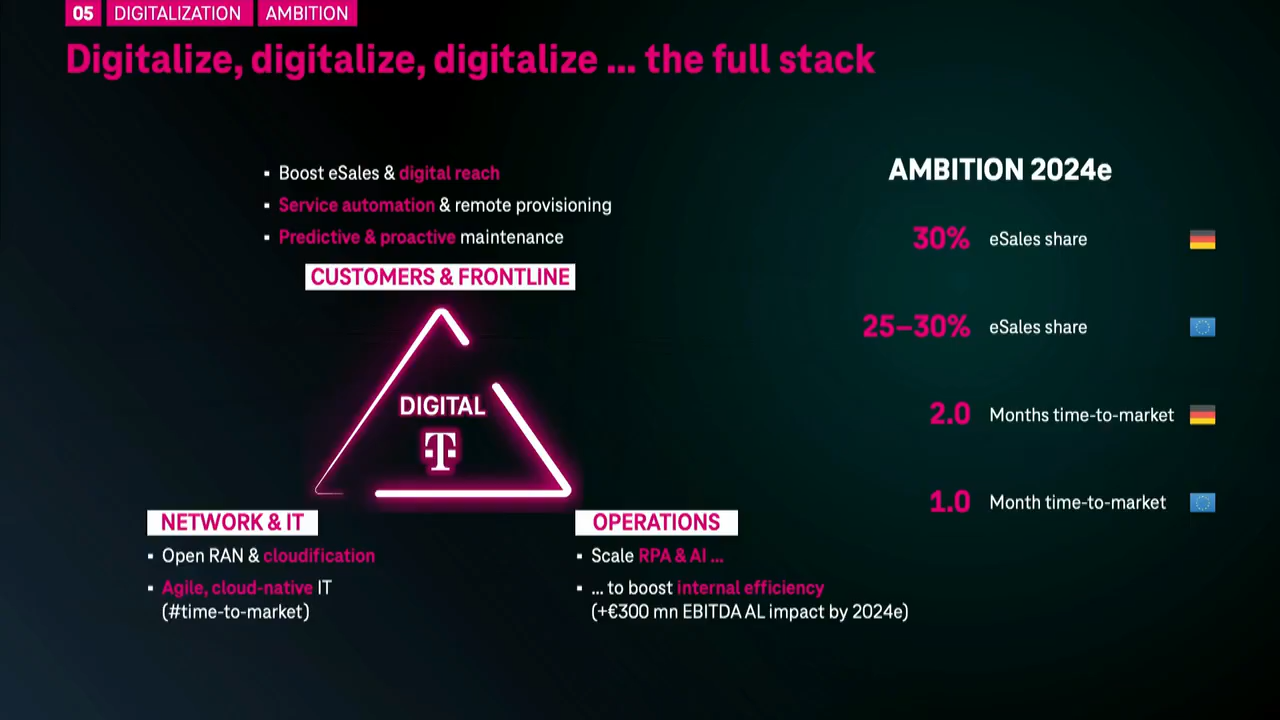 05 DIGITALIZATION AMBITION
Digitalize, digitalize, digitalize ... the full stack
▪ Boost eSales & digital reach
▪ Service automation & remote provisioning
▪ Predictive & proactive maintenance
CUSTOMERS & FRONTLINE
DIGITAL
T
NETWORK & IT
▪ Open RAN & cloudification
▪ Agile, cloud-native IT
(#time-to-market)
OPERATIONS
▪ Scale RPA & AI ...
▪ ... to boost internal efficiency
(+€300 mn EBITDA AL impact by 2024e)
AMBITION 2024e
30% eSales share
25–30% eSales share
2.0 Months time-to-market
1.0 Month time-to-market